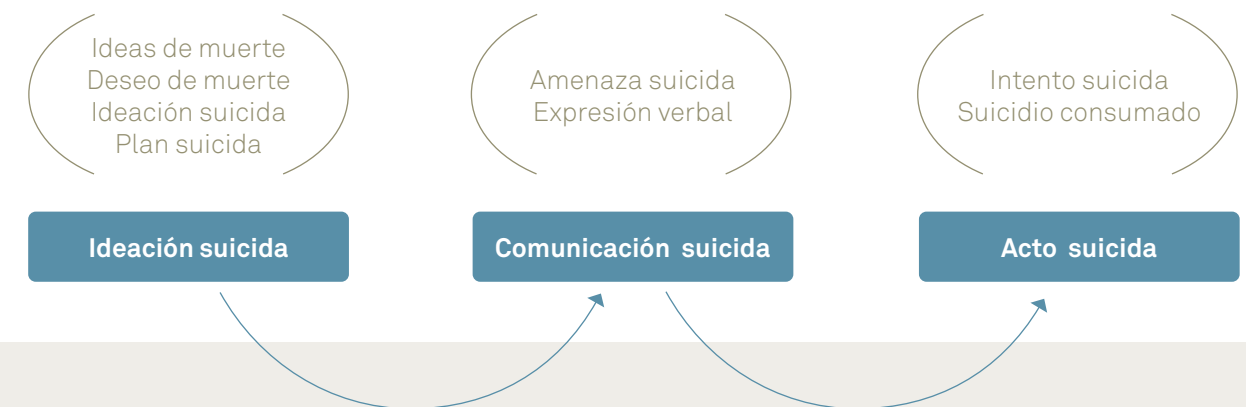 Ideas de muerte
Deseo de muerte
Ideación suicida
Plan suicida
Amenaza suicida
Expresión verbal
Intento suicida
Suicidio consumado
Ideación suicida
Comunicación suicida
Acto suicida